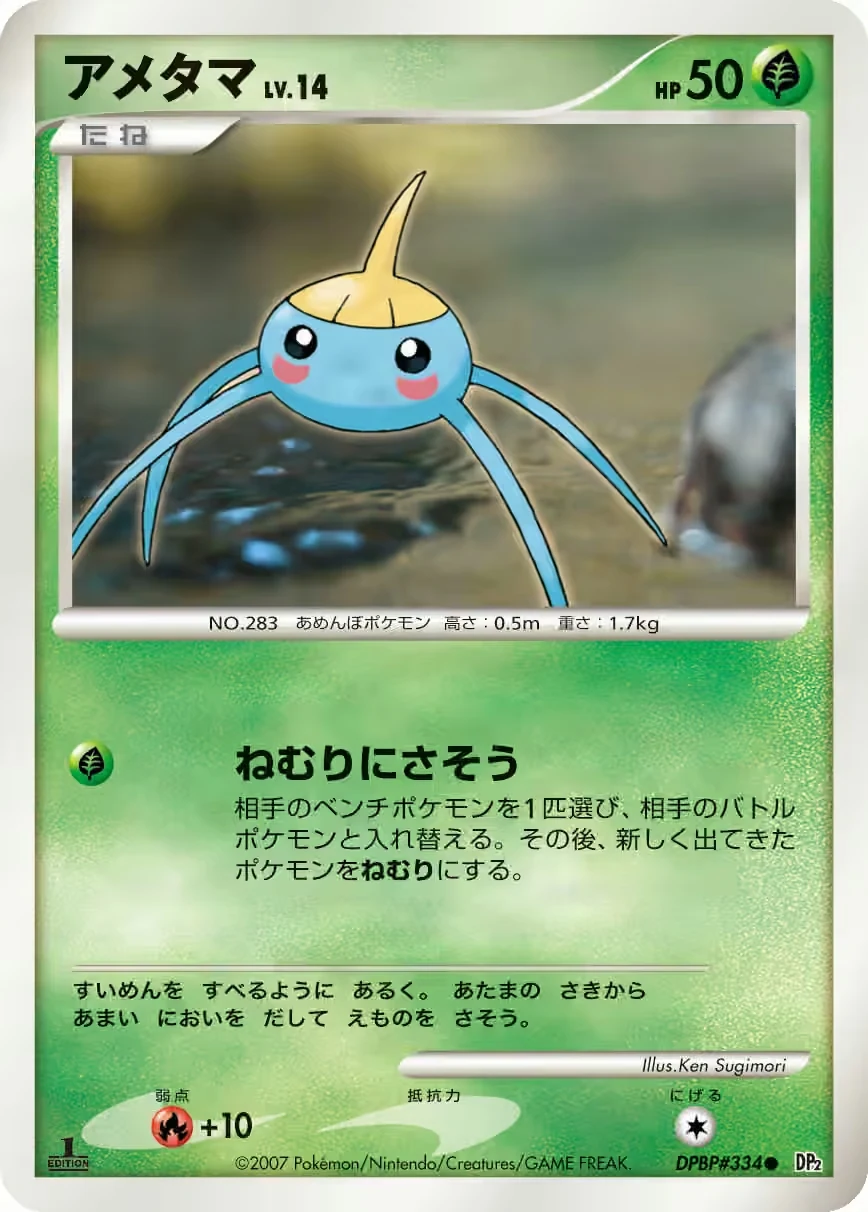 アメタマ LV.14 HP 50
たね
NO.283 あめんぼポケモン 高さ:0.5m 重さ:1.7kg
ねむりにさそう
相手のベンチポケモンを1匹選び、相手のバトル
ポケモンと入れ替える。その後、新しく出てきた
ポケモンをねむりにする。
すいめんを すべるように あるく。 あたまの さきから
あまい においを だして えものを さそう。
Illus.Ken Sugimori
弱点 抵抗力 にげる
+10
1 EDITION
©2007 Pokémon/Nintendo/Creatures/GAME FREAK. DPBP#334● DP2